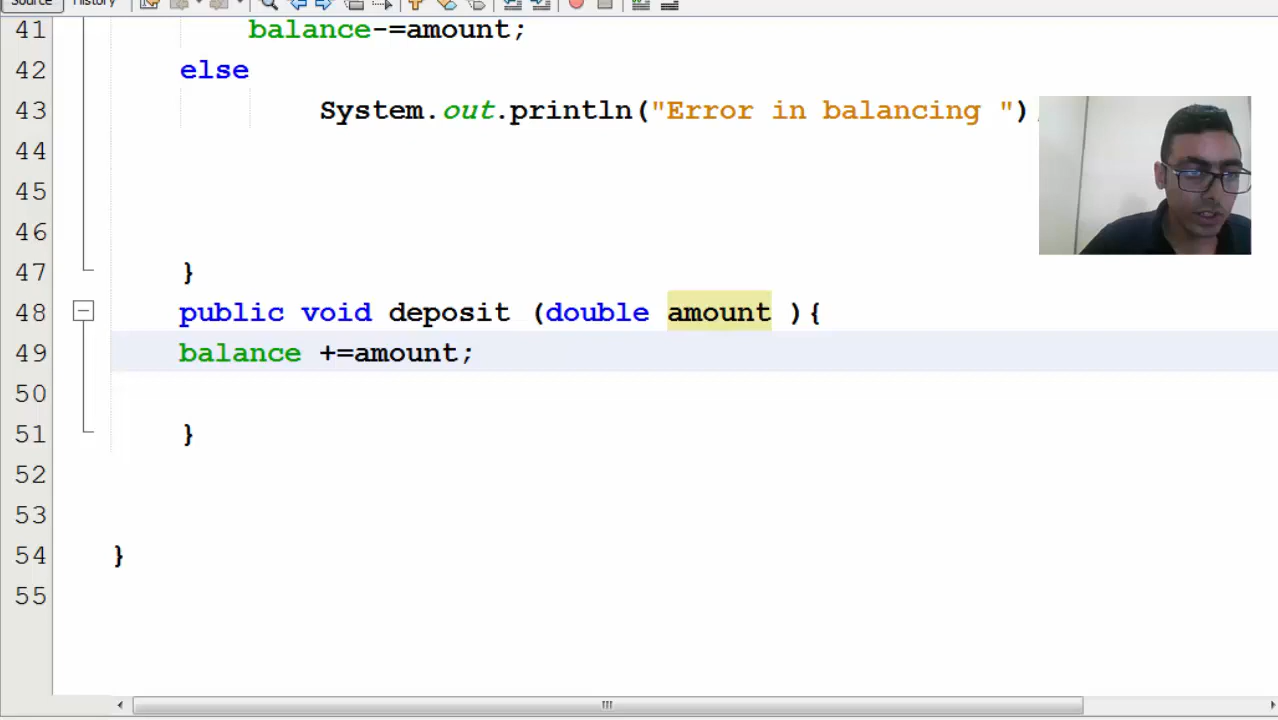 Source History
41 balance-=amount;
42 else
43 System.out.println("Error in balancing ")
44
45
46
47 }
48 public void deposit (double amount ){
49 balance +=amount;
50
51 }
52
53
54 }
55